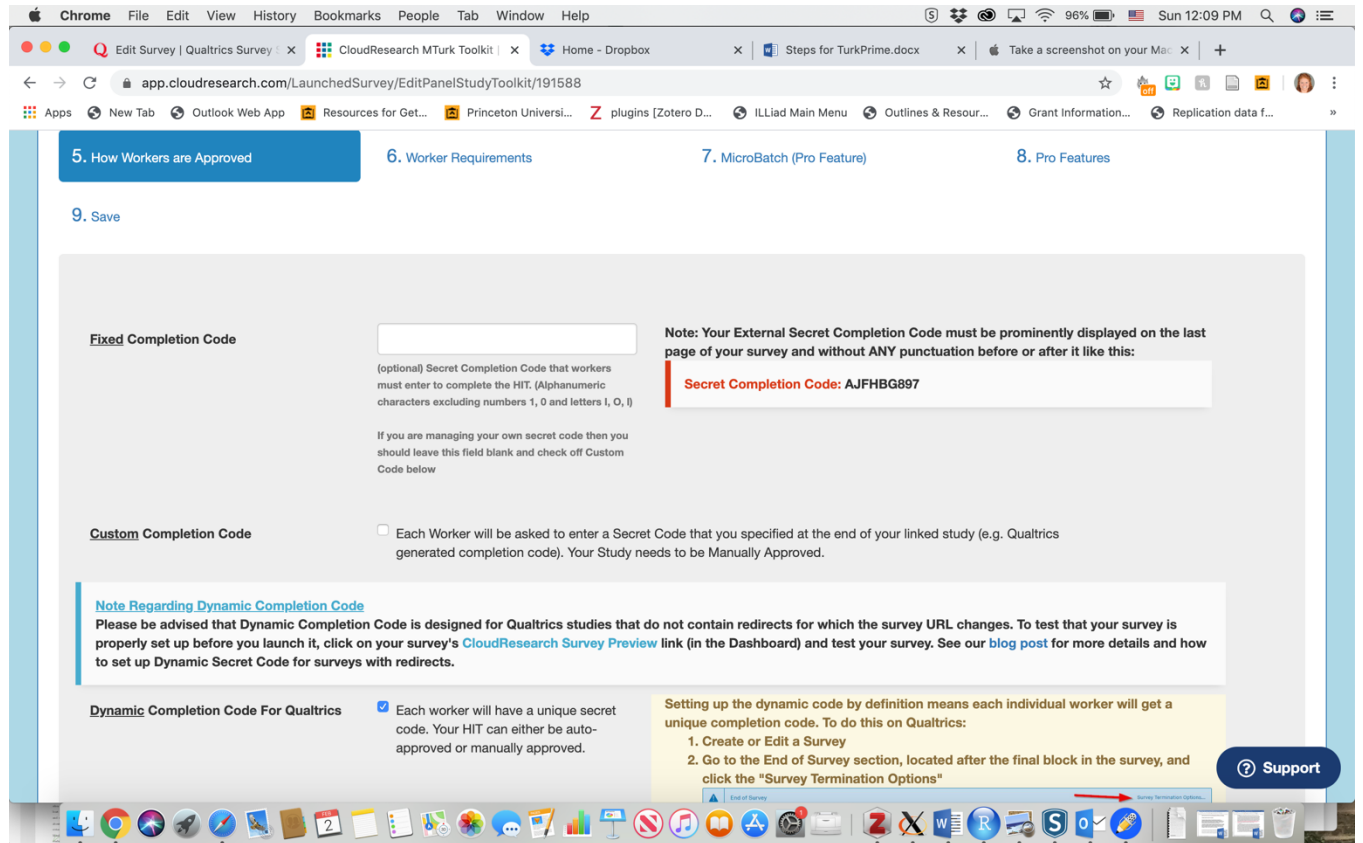 Chrome File Edit View History Bookmarks People Tab Window Help 96% Sun 12:09 PM
Edit Survey | Qualtrics Survey CloudResearch MTurk Toolkit | Home - Dropbox Steps for TurkPrime.docx Take a screenshot on your Mac
app.cloudresearch.com/LaunchedSurvey/EditPanelStudyToolkit/191588
off
Apps New Tab Outlook Web App Resources for Get... Princeton Universi... plugins [Zotero D... ILLiad Main Menu Outlines & Resour... Grant Information... Replication data f... »
5. How Workers are Approved 6. Worker Requirements 7. MicroBatch (Pro Feature) 8. Pro Features
9. Save
Fixed Completion Code
(optional) Secret Completion Code that workers
must enter to complete the HIT. (Alphanumeric
characters excluding numbers 1, 0 and letters I, O, l)
If you are managing your own secret code then you
should leave this field blank and check off Custom
Code below
Note: Your External Secret Completion Code must be prominently displayed on the last
page of your survey and without ANY punctuation before or after it like this:
Secret Completion Code: AJFHBG897
Custom Completion Code
Each Worker will be asked to enter a Secret Code that you specified at the end of your linked study (e.g. Qualtrics
generated completion code). Your Study needs to be Manually Approved.
Note Regarding Dynamic Completion Code
Please be advised that Dynamic Completion Code is designed for Qualtrics studies that do not contain redirects for which the survey URL changes. To test that your survey is
properly set up before you launch it, click on your survey's CloudResearch Survey Preview link (in the Dashboard) and test your survey. See our blog post for more details and how
to set up Dynamic Secret Code for surveys with redirects.
Dynamic Completion Code For Qualtrics
Each worker will have a unique secret
code. Your HIT can either be auto-
approved or manually approved.
Setting up the dynamic code by definition means each individual worker will get a
unique completion code. To do this on Qualtrics:
1. Create or Edit a Survey
2. Go to the End of Survey section, located after the final block in the survey, and
click the "Survey Termination Options"
End of Survey Survey Termination Options...
Support